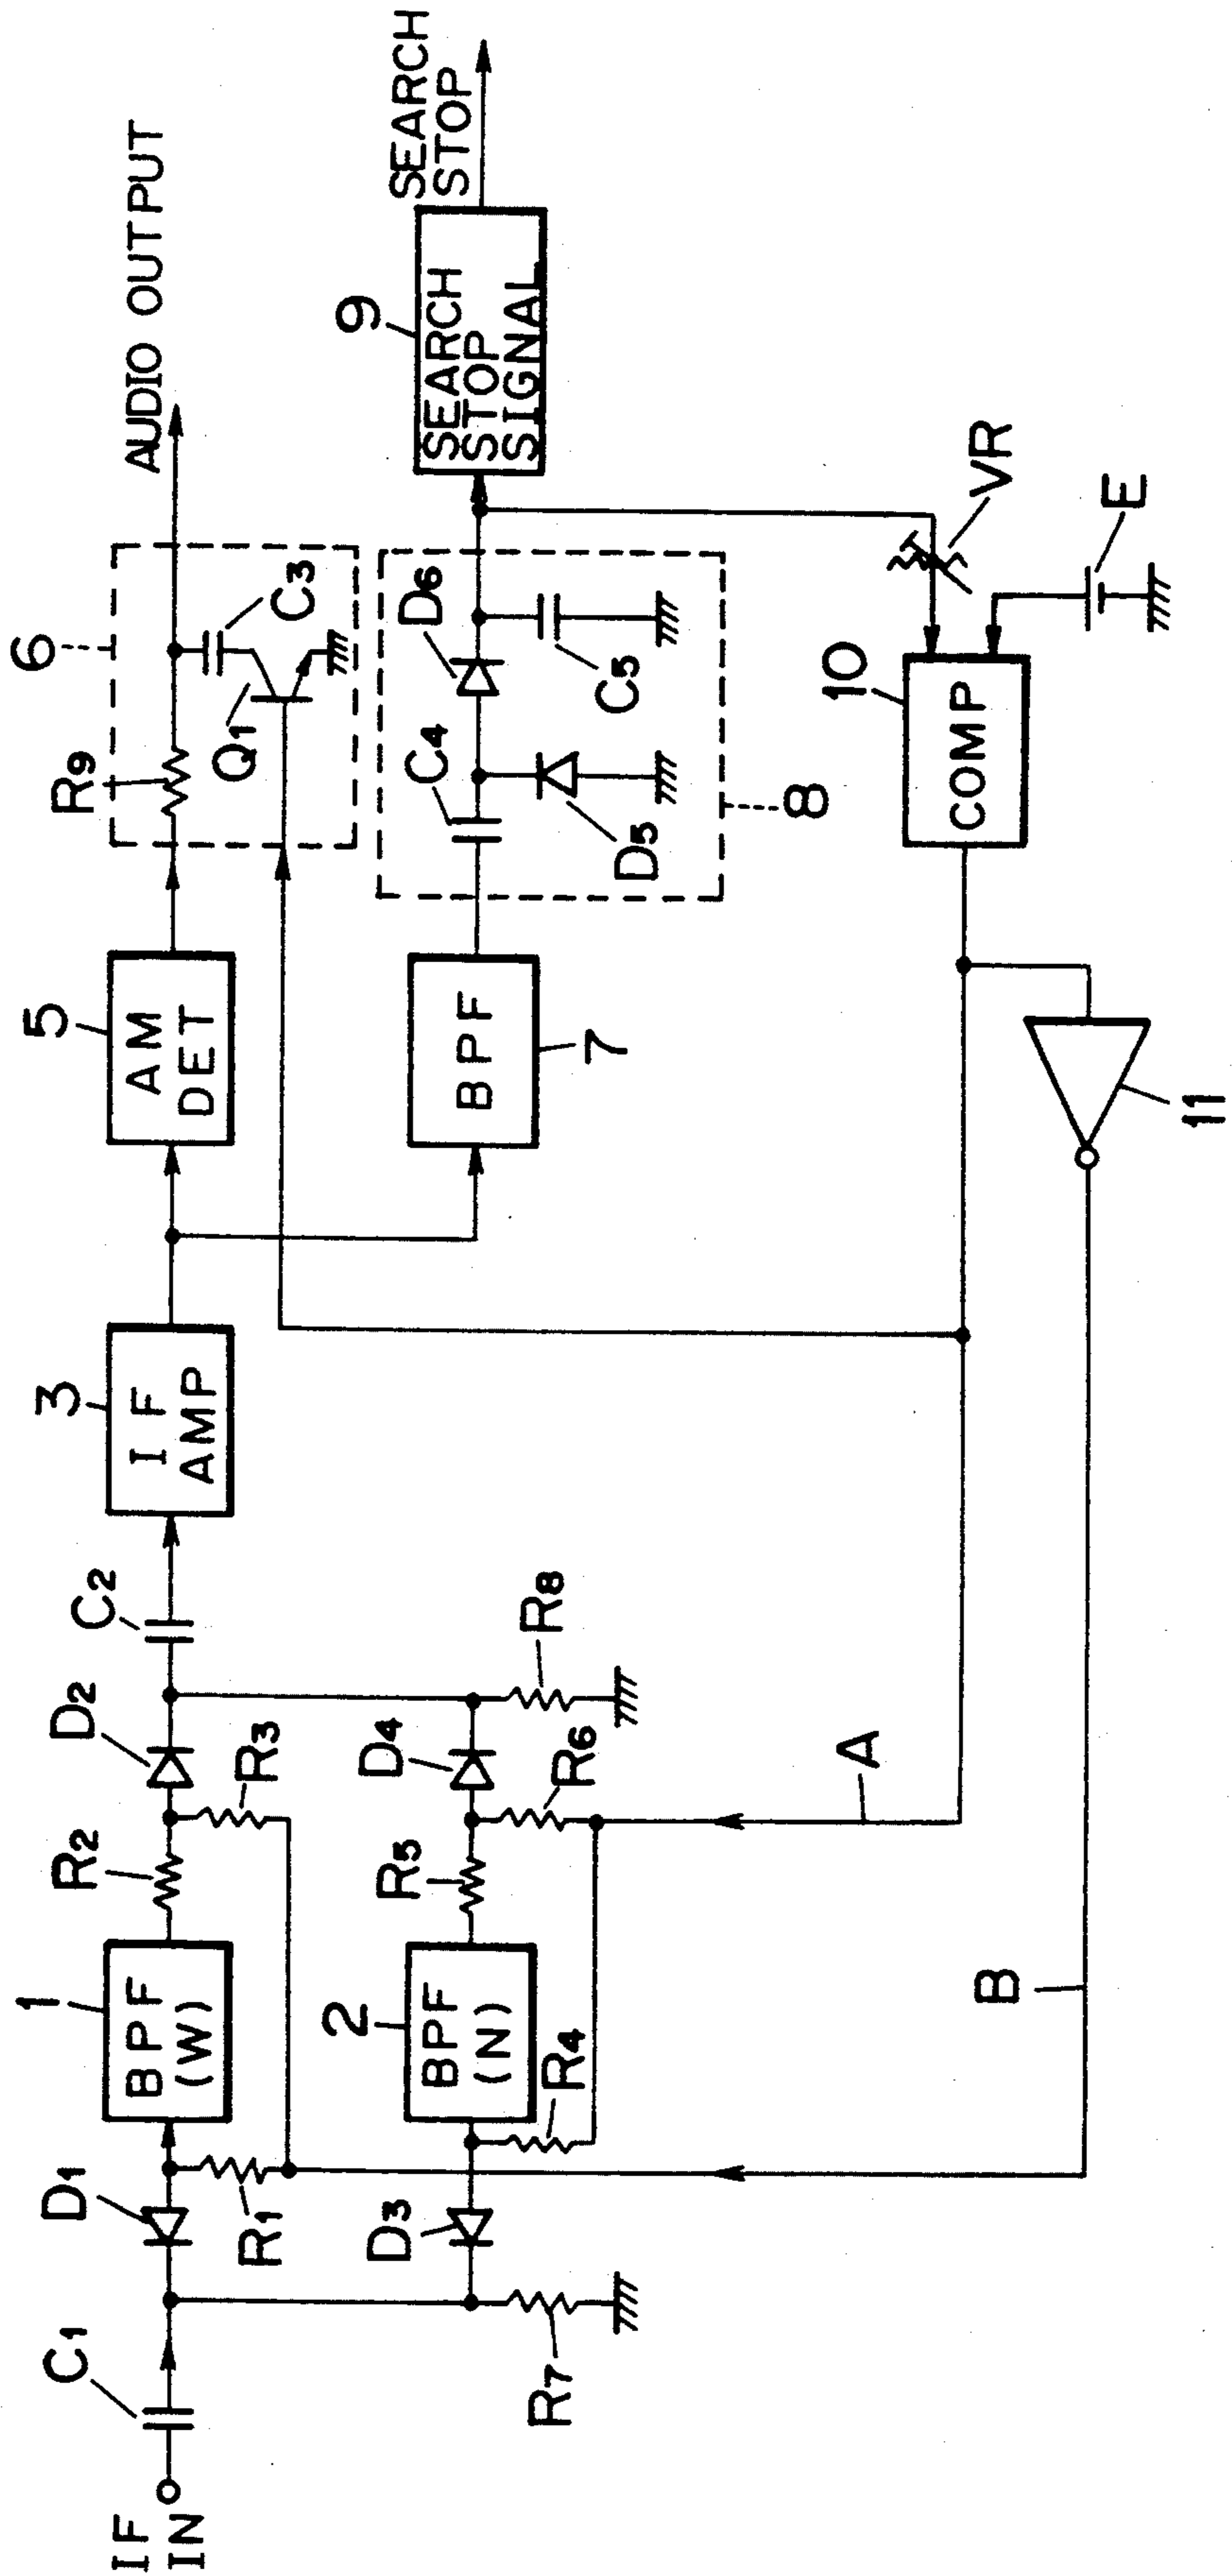 IF
IN
C1
D1
R1
1
BPF
(W)
R2
D2
R3
C2
3
IF
AMP
5
AM
DET
6
R9
C3
Q1
AUDIO OUTPUT
R7
D3
2
BPF
(N)
R4
R5
D4
R6
R8
7
BPF
C4
D6
D5
C5
8
9
SEARCH
STOP
SIGNAL
SEARCH
STOP
A
10
COMP
VR
E
B
11